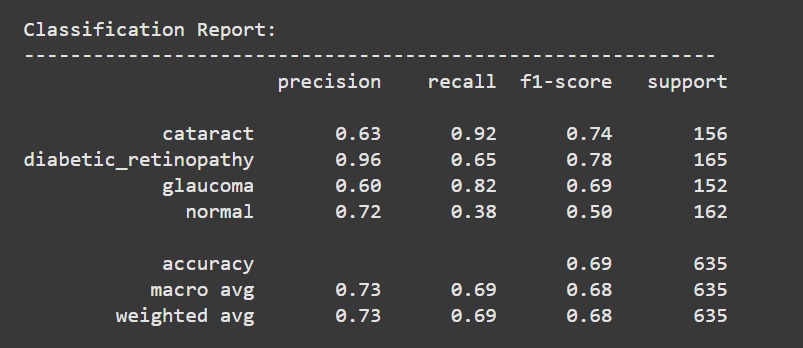 Classification Report:
------------------------------------------------------------
precision recall f1-score support
cataract 0.63 0.92 0.74 156
diabetic_retinopathy 0.96 0.65 0.78 165
glaucoma 0.60 0.82 0.69 152
normal 0.72 0.38 0.50 162
accuracy 0.69 635
macro avg 0.73 0.69 0.68 635
weighted avg 0.73 0.69 0.68 635